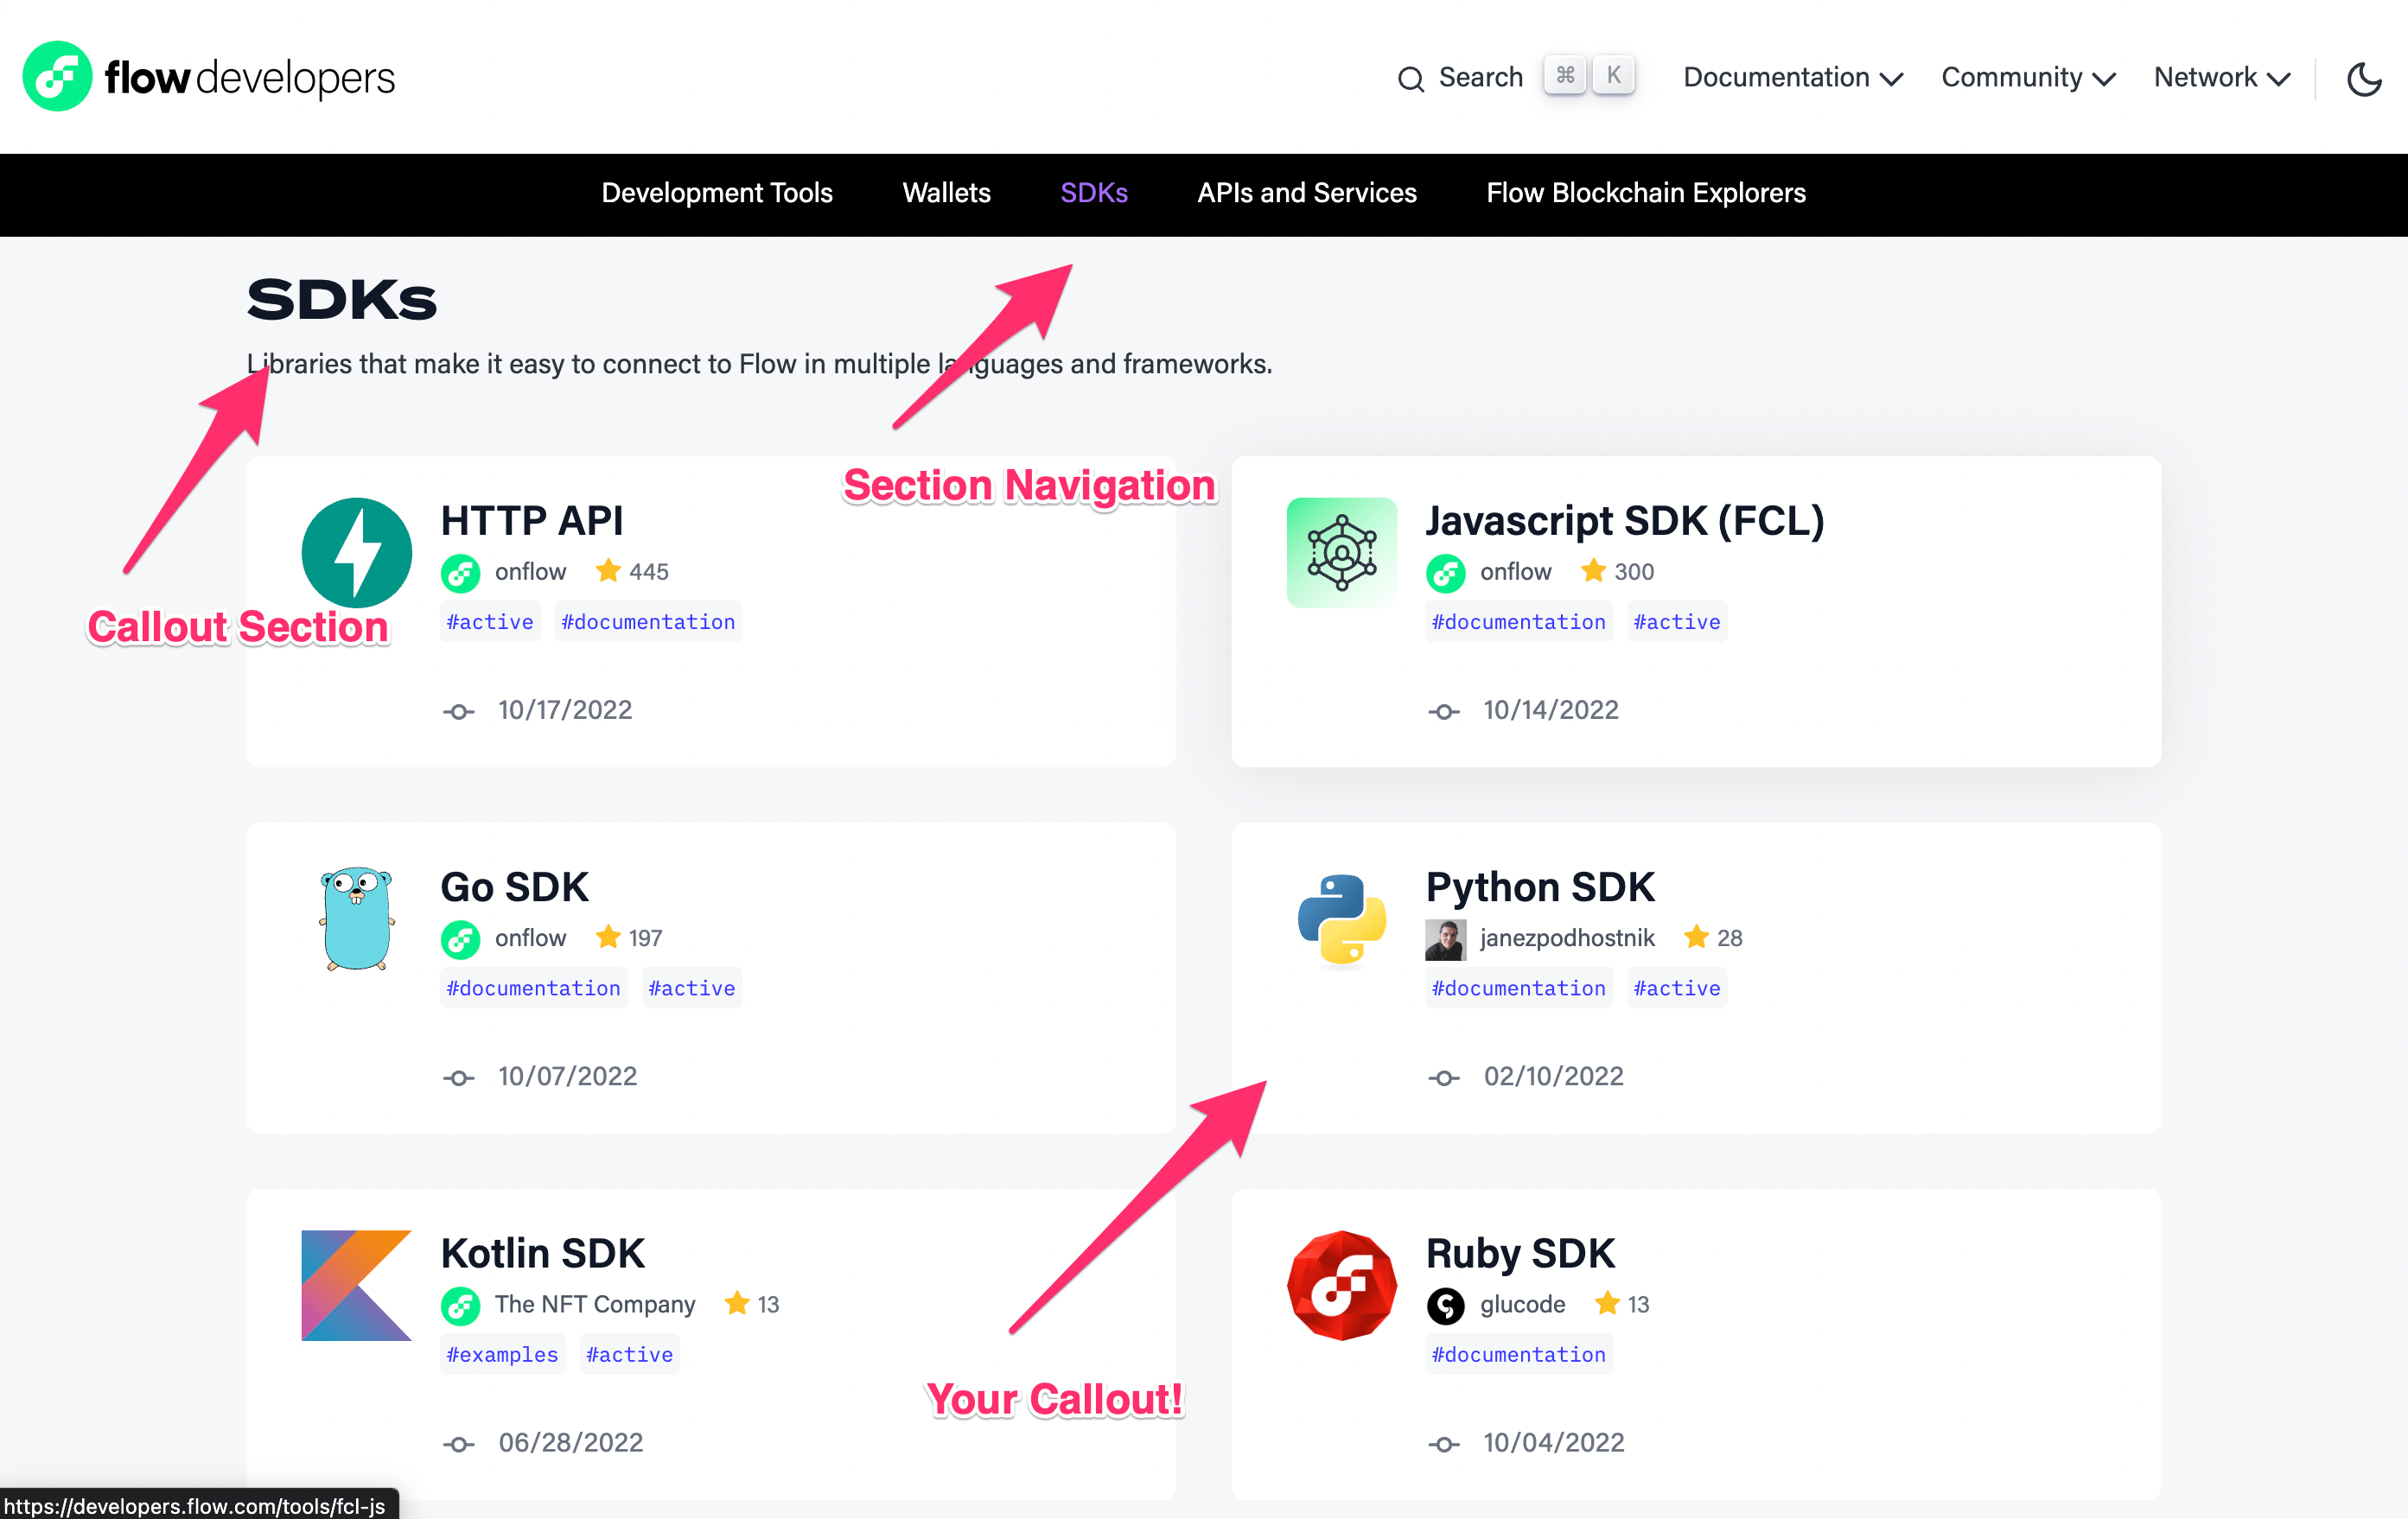 flow developers
Search ⌘ K Documentation Community Network
Development Tools Wallets SDKs APIs and Services Flow Blockchain Explorers
SDKs
Libraries that make it easy to connect to Flow in multiple languages and frameworks.
Section Navigation
Callout Section
HTTP API
onflow 445
#active #documentation
10/17/2022
Javascript SDK (FCL)
onflow 300
#documentation #active
10/14/2022
Go SDK
onflow 197
#documentation #active
10/07/2022
Python SDK
janezpodhostnik 28
#documentation #active
02/10/2022
Kotlin SDK
The NFT Company 13
#examples #active
06/28/2022
Your Callout!
Ruby SDK
glucode 13
#documentation
10/04/2022
https://developers.flow.com/tools/fcl-js